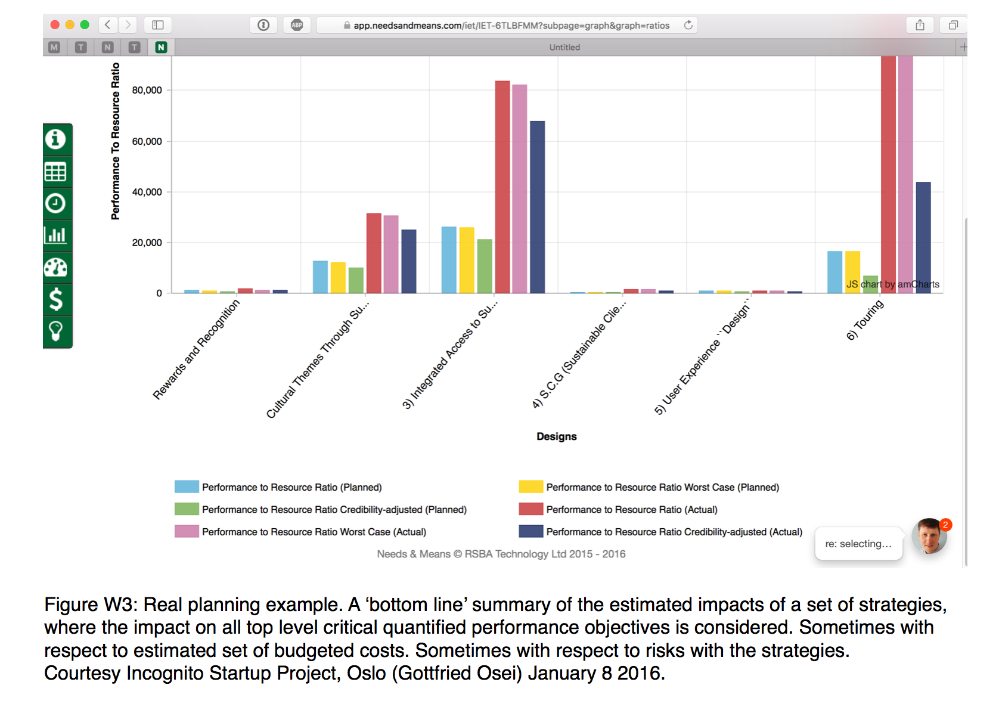 ABP
app.needsandmeans.com/iet/IET-6TLBFMM?subpage=graph&graph=ratios
M T N T N Untitled
Performance To Resource Ratio
80,000
60,000
40,000
20,000
0
JS chart by amCharts
Rewards and Recognition
Cultural Themes Through Su...
3) Integrated Access to Su...
4) S.C.G (Sustainable Clie...
5) User Experience ``Design``
6) Touring
Designs
Performance to Resource Ratio (Planned)
Performance to Resource Ratio Worst Case (Planned)
Performance to Resource Ratio Credibility-adjusted (Planned)
Performance to Resource Ratio (Actual)
Performance to Resource Ratio Worst Case (Actual)
Performance to Resource Ratio Credibility-adjusted (Actual)
2
re: selecting...
Needs & Means © RSBA Technology Ltd 2015 - 2016
Figure W3: Real planning example. A ‘bottom line’ summary of the estimated impacts of a set of strategies,
where the impact on all top level critical quantified performance objectives is considered. Sometimes with
respect to estimated set of budgeted costs. Sometimes with respect to risks with the strategies.
Courtesy Incognito Startup Project, Oslo (Gottfried Osei) January 8 2016.